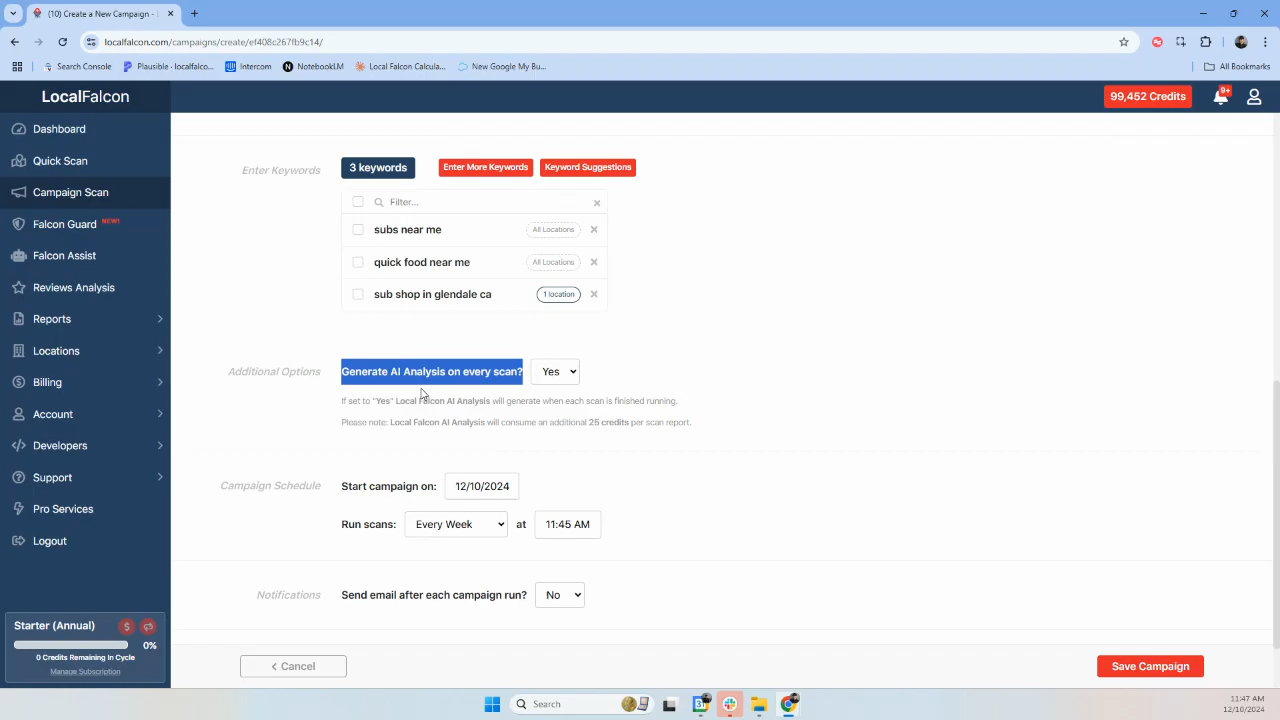 (10) Create a New Campaign -
localfalcon.com/campaigns/create/ef408c267fb9c14/
Search Console
Plausible - localfalco...
Intercom
NotebookLM
Local Falcon Calcula...
New Google My Bu...
All Bookmarks
LocalFalcon
99,452 Credits
9+
Dashboard
Quick Scan
Campaign Scan
Falcon Guard NEW!
Falcon Assist
Reviews Analysis
Reports
Locations
Billing
Account
Developers
Support
Pro Services
Logout
Starter (Annual)
0%
0 Credits Remaining In Cycle
Manage Subscription
Enter Keywords
3 keywords
Enter More Keywords
Keyword Suggestions
Filter...
subs near me
All Locations
quick food near me
All Locations
sub shop in glendale ca
1 location
Additional Options
Generate AI Analysis on every scan?
Yes
If set to "Yes" Local Falcon AI Analysis will generate when each scan is finished running.
Please note: Local Falcon AI Analysis will consume an additional 25 credits per scan report.
Campaign Schedule
Start campaign on:
12/10/2024
Run scans:
Every Week
at
11:45 AM
Notifications
Send email after each campaign run?
No
Cancel
Save Campaign
Search
11:47 AM
12/10/2024